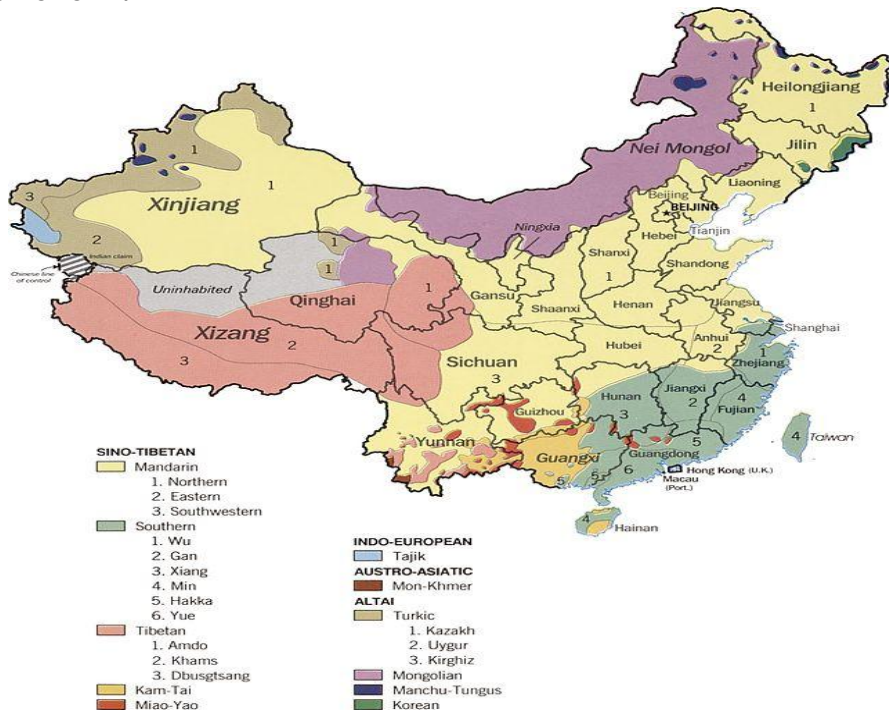 Heilongjiang
1
Jilin
Nei Mongol
Liaoning
Beijing
BEIJING
Tianjin
Hebei
1
1
3
Xinjiang
2
Indian claim
Chinese line
of control
Ningxia
Shanxi
1
Shandong
Uninhabited
1
1
Qinghai
1
Gansu
Shaanxi
Henan
Jiangsu
Xizang
2
3
Anhui
2
Shanghai
Hubei
1
Zhejiang
Sichuan
3
Hunan
3
Jiangxi
2
4
Fujian
Guizhou
Yunnan
Guangxi
Guangdong
5
6
5
5
4
Taiwan
Hong Kong (U.K.)
Macau
(Port.)
4
Hainan
SINO-TIBETAN
Mandarin
1. Northern
2. Eastern
3. Southwestern
Southern
1. Wu
2. Gan
3. Xiang
4. Min
5. Hakka
6. Yue
Tibetan
1. Amdo
2. Khams
3. Dbusgtsang
Kam-Tai
Miao-Yao
INDO-EUROPEAN
Tajik
AUSTRO-ASIATIC
Mon-Khmer
ALTAI
Turkic
1. Kazakh
2. Uygur
3. Kirghiz
Mongolian
Manchu-Tungus
Korean